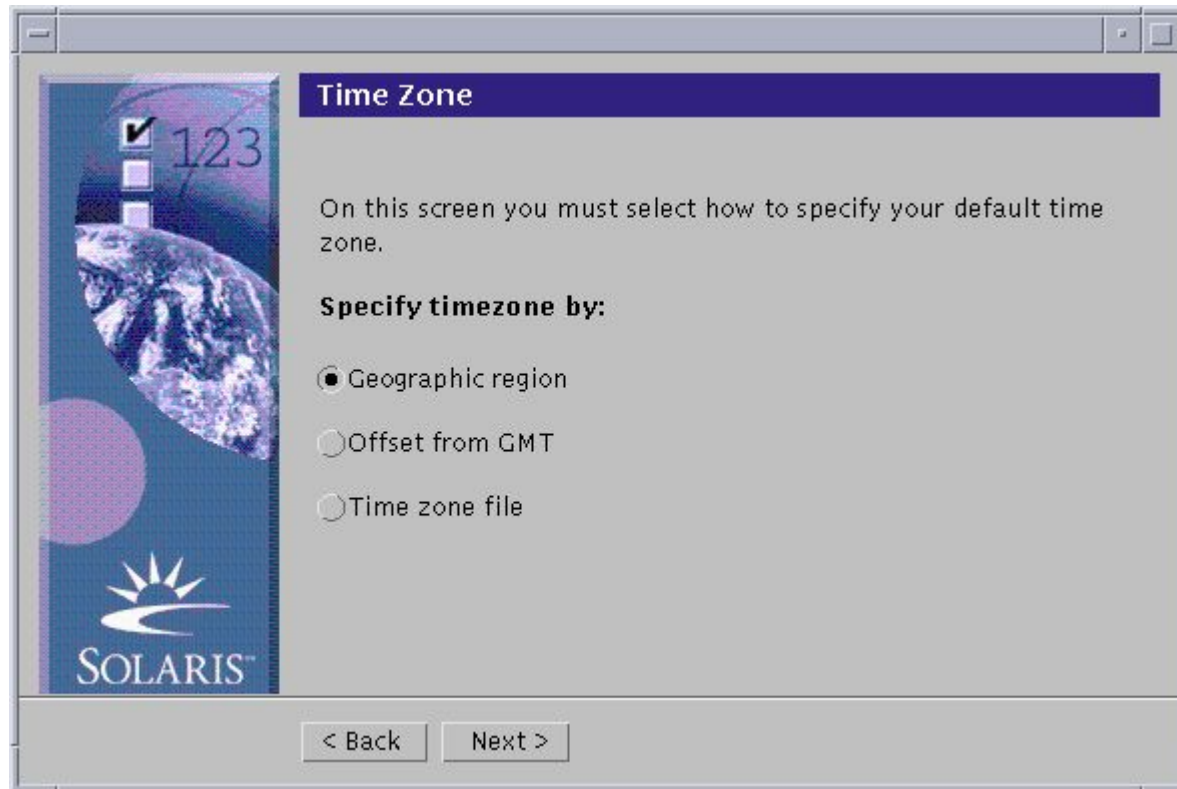 Time Zone
123
On this screen you must select how to specify your default time
zone.
Specify timezone by:
Geographic region
Offset from GMT
Time zone file
SOLARIS™
< Back
Next >